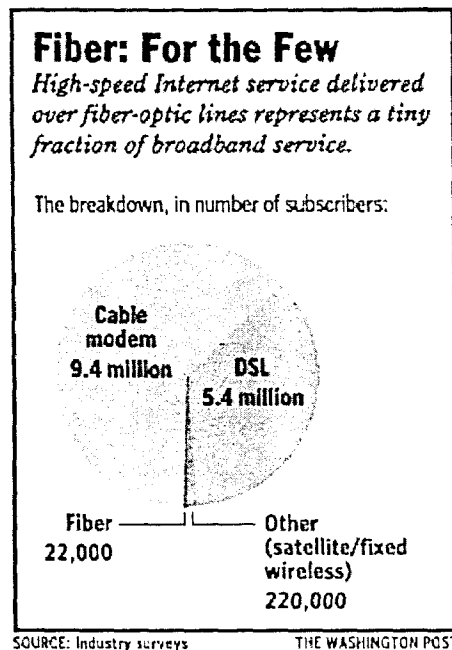 Fiber: For the Few
High-speed Internet service delivered
over fiber-optic lines represents a tiny
fraction of broadband service.
The breakdown, in number of subscribers:
Cable
modem
9.4 million
DSL
5.4 million
Fiber
22,000
Other
(satellite/fixed
wireless)
220,000
SOURCE: Industry surveys
THE WASHINGTON POST